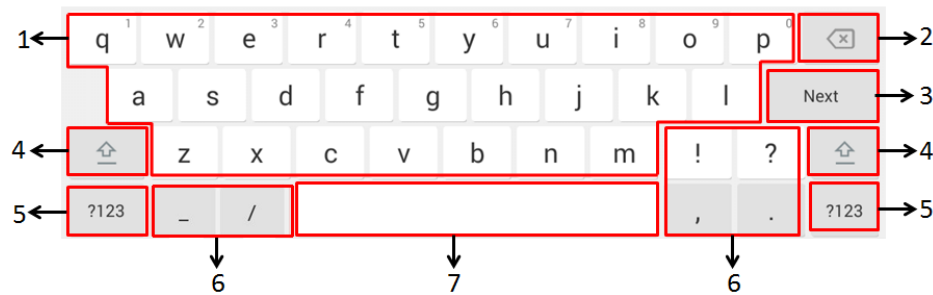 1 2 3 4 5 6 7 8 9 0
1 q w e r t y u i o p 2
a s d f g h j k l Next 3
4 z x c v b n m ! ? 4
5 ?123 _ / , . ?123 5
6 7 6